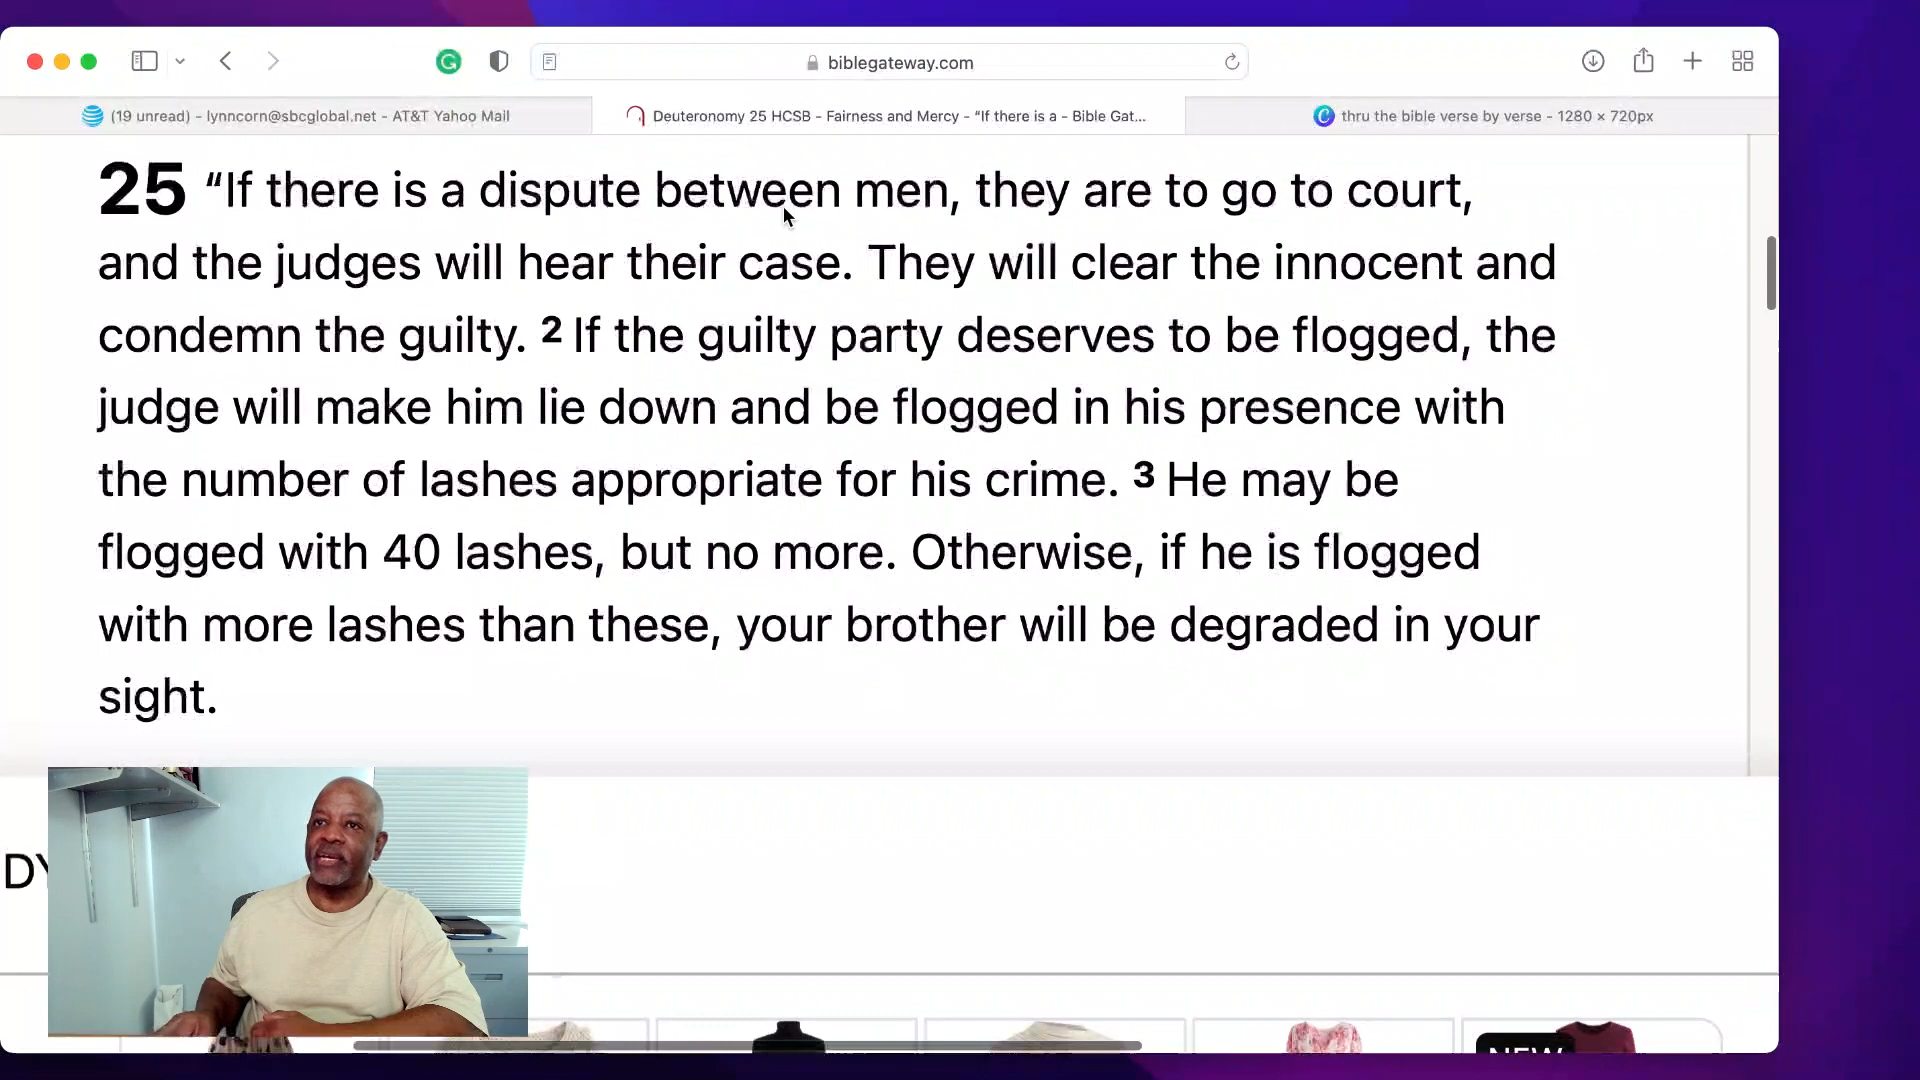 biblegateway.com
(19 unread) - lynncorn@sbcglobal.net - AT&T Yahoo Mail
Deuteronomy 25 HCSB - Fairness and Mercy - “If there is a - Bible Gat...
thru the bible verse by verse - 1280 × 720px
25 “If there is a dispute between men, they are to go to court,
and the judges will hear their case. They will clear the innocent and
condemn the guilty. 2 If the guilty party deserves to be flogged, the
judge will make him lie down and be flogged in his presence with
the number of lashes appropriate for his crime. 3 He may be
flogged with 40 lashes, but no more. Otherwise, if he is flogged
with more lashes than these, your brother will be degraded in your
sight.
NEW